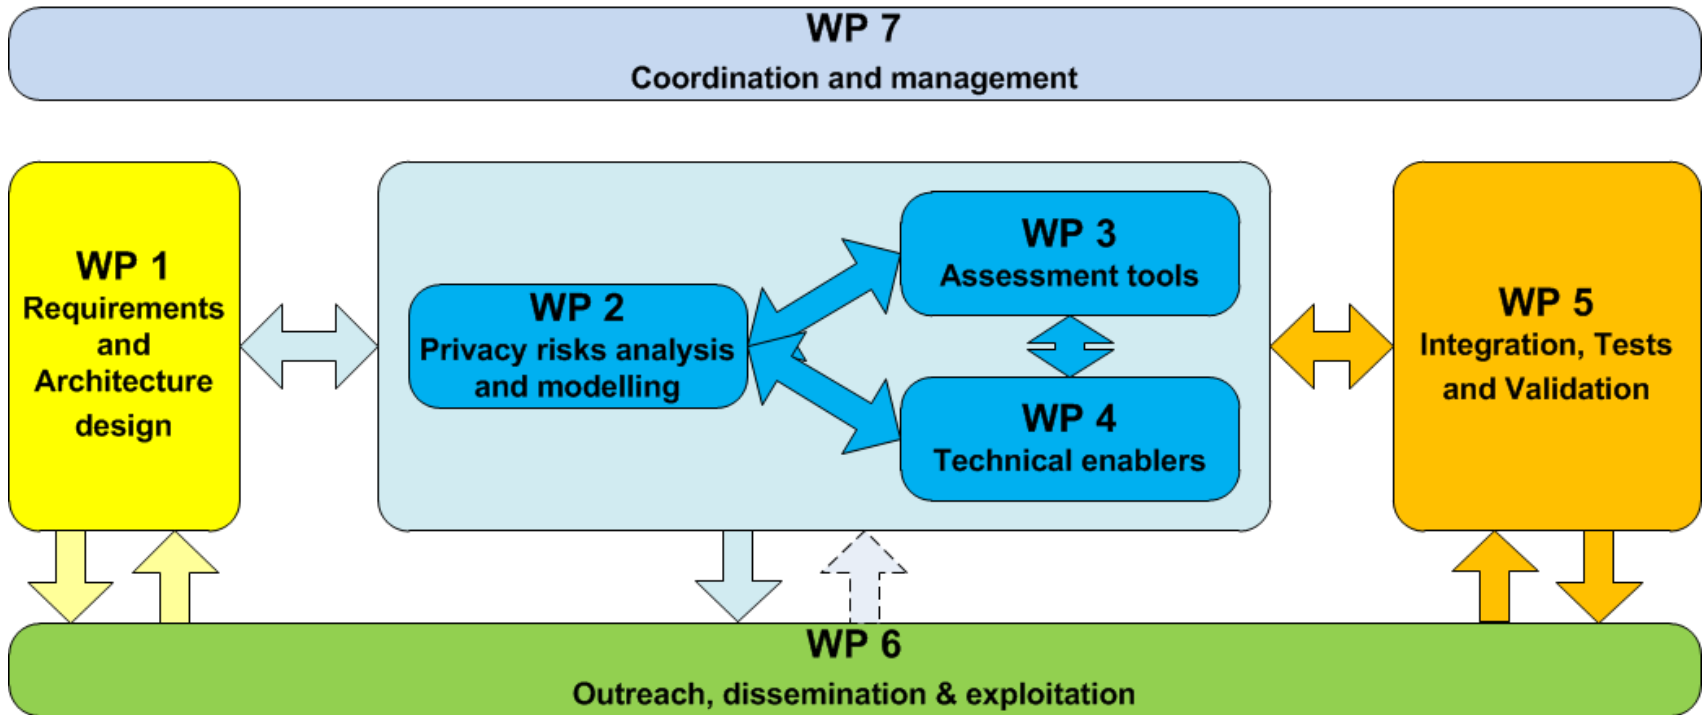 WP 7
Coordination and management
WP 1
Requirements
and
Architecture
design
WP 2
Privacy risks analysis
and modelling
WP 3
Assessment tools
WP 4
Technical enablers
WP 5
Integration, Tests
and Validation
WP 6
Outreach, dissemination & exploitation